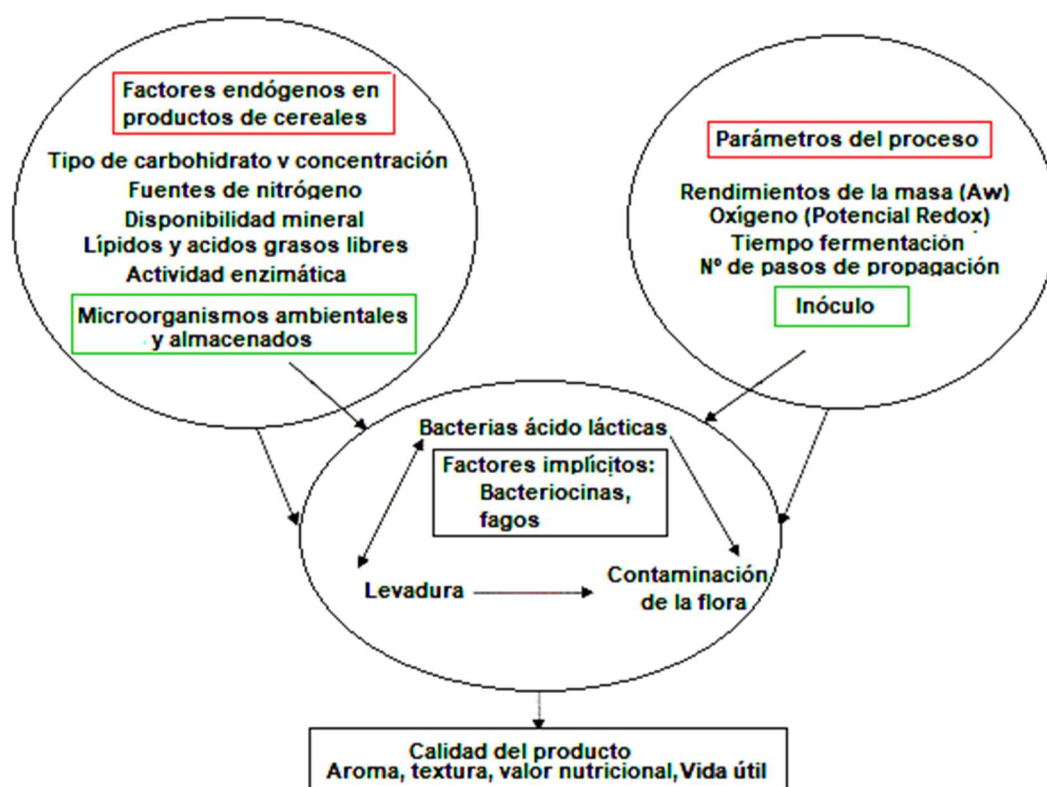 Factores endógenos en
productos de cereales
Tipo de carbohidrato v concentración
Fuentes de nitrógeno
Disponibilidad mineral
Lípidos y acidos grasos libres
Actividad enzimática
Microorganismos ambientales
y almacenados
Parámetros del proceso
Rendimientos de la masa (Aw)
Oxígeno (Potencial Redox)
Tiempo fermentación
Nº de pasos de propagación
Inóculo
Bacterias ácido lácticas
Factores implícitos:
Bacteriocinas,
fagos
Levadura
Contaminación
de la flora
Calidad del producto
Aroma, textura, valor nutricional,Vida útil